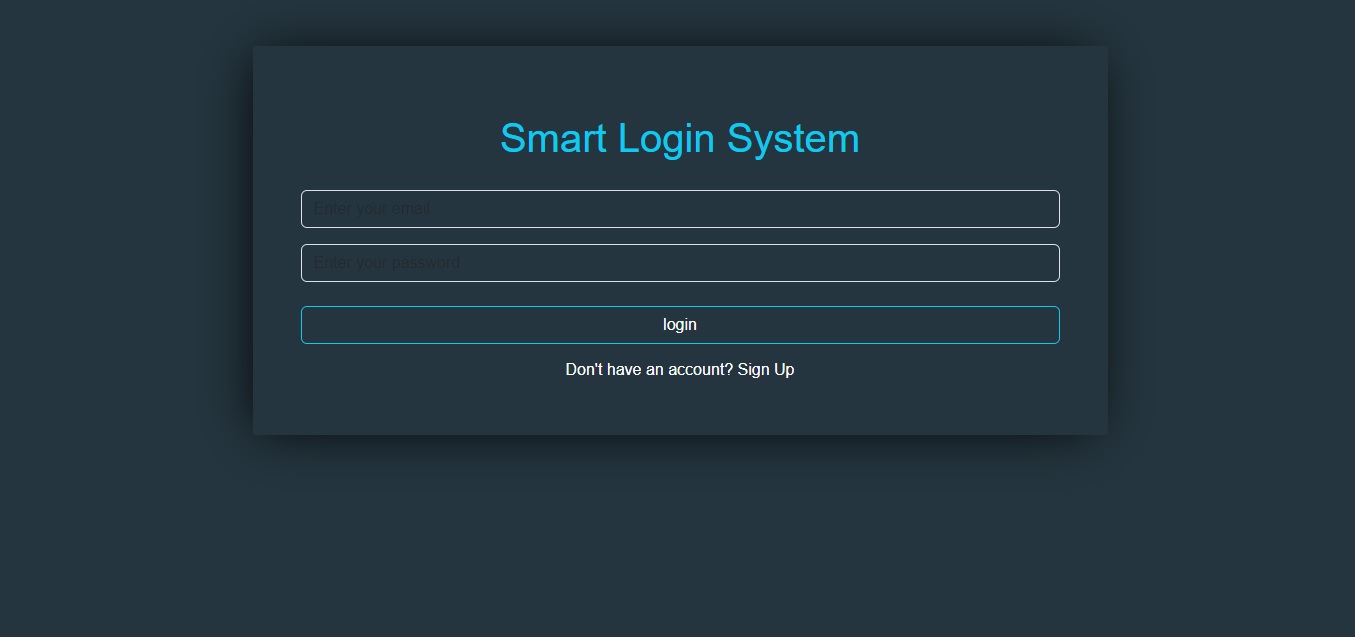 Smart Login System
Enter your email
Enter your password
login
Don't have an account? Sign Up